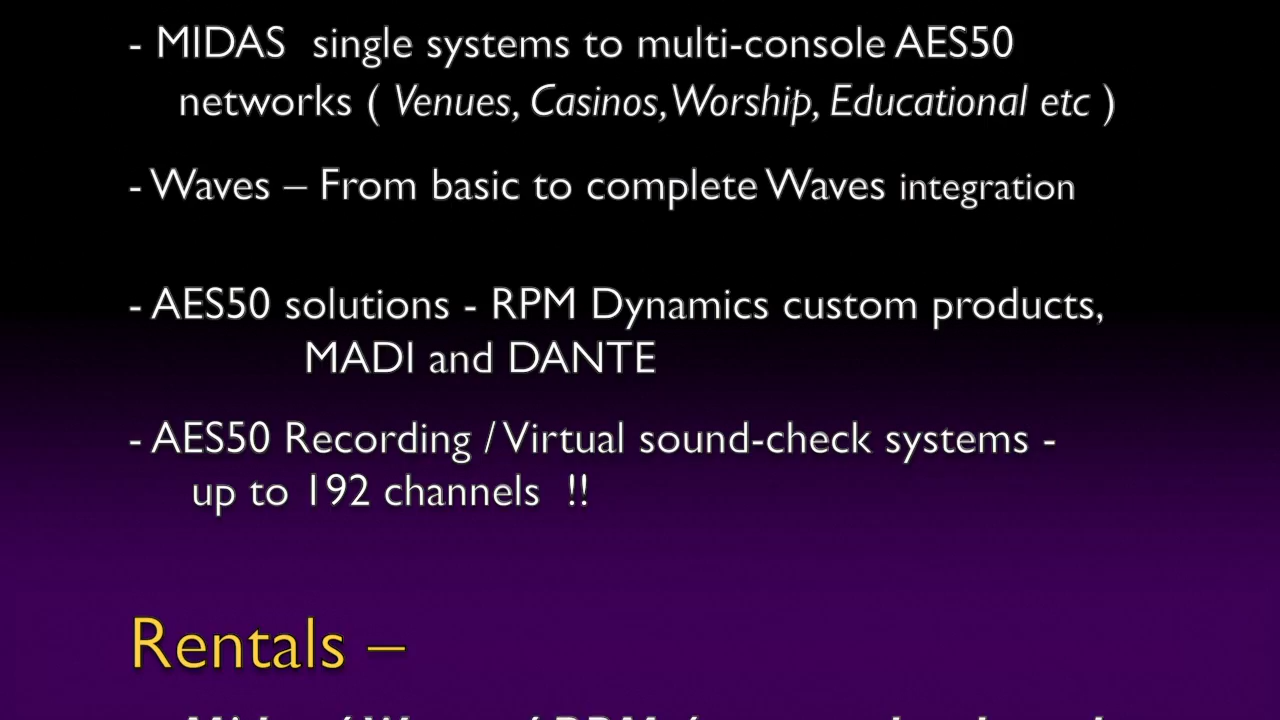 - MIDAS  single systems to multi-console AES50
networks ( Venues, Casinos, Worship, Educational etc )
- Waves – From basic to complete Waves integration
- AES50 solutions - RPM Dynamics custom products,
MADI and DANTE
- AES50 Recording / Virtual sound-check systems -
up to 192 channels  !!
Rentals –